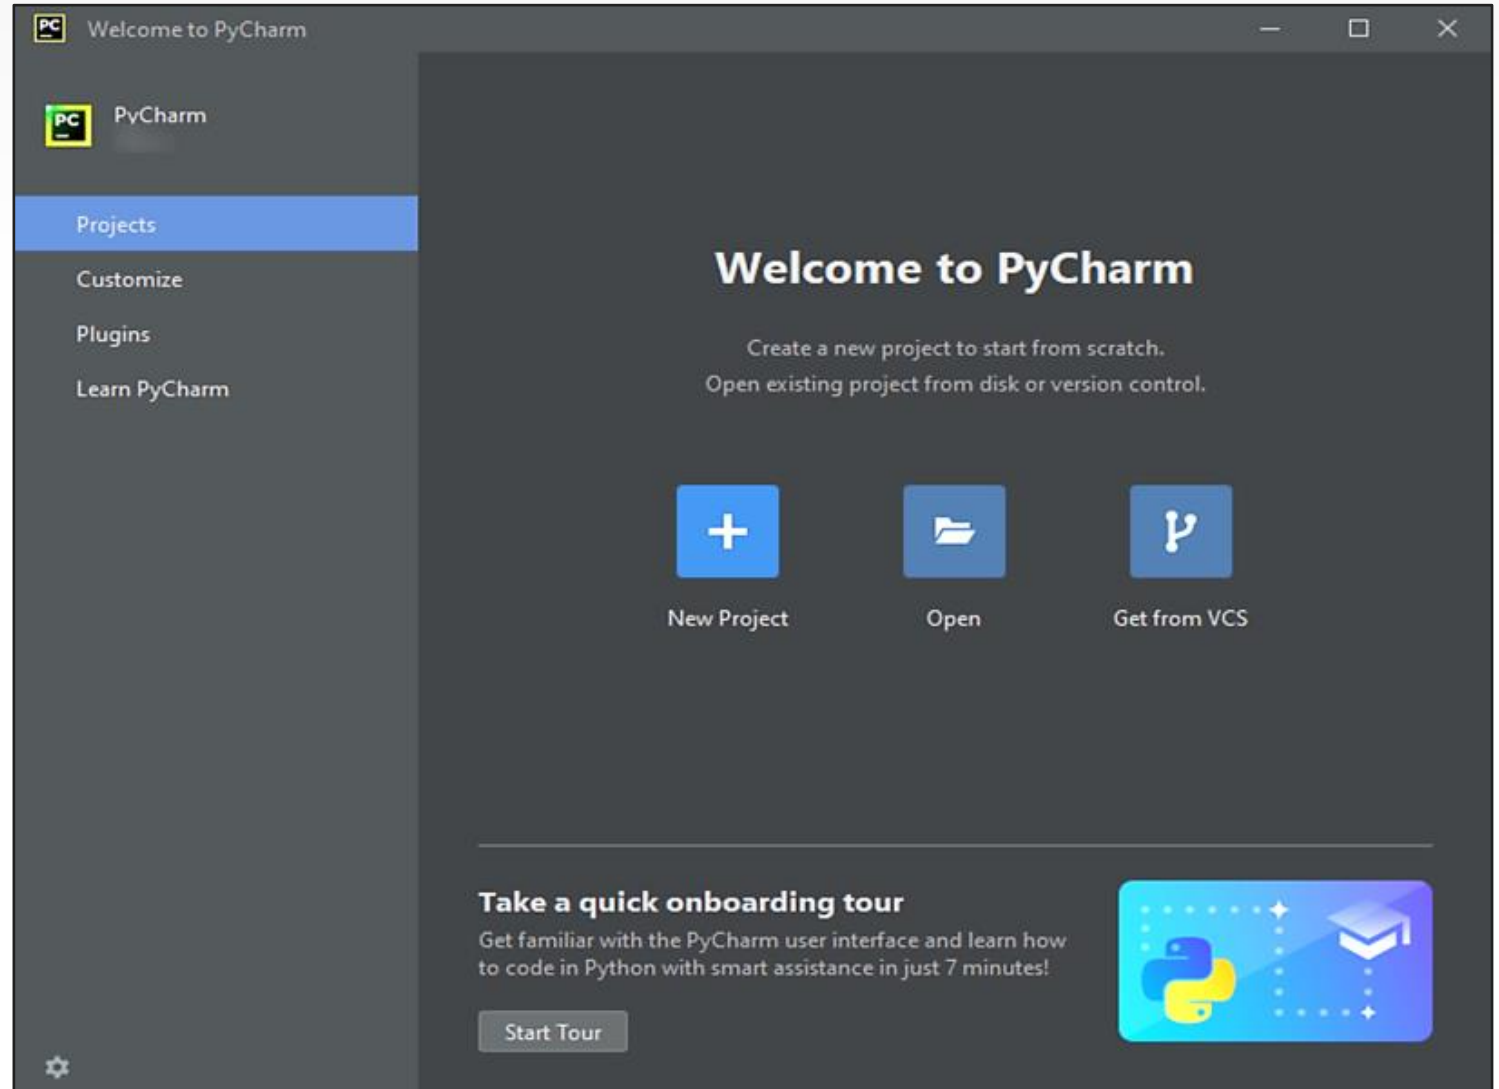 PC Welcome to PyCharm
PC PyCharm
Projects
Customize
Plugins
Learn PyCharm
Welcome to PyCharm
Create a new project to start from scratch.
Open existing project from disk or version control.
New Project Open Get from VCS
Take a quick onboarding tour
Get familiar with the PyCharm user interface and learn how
to code in Python with smart assistance in just 7 minutes!
Start Tour